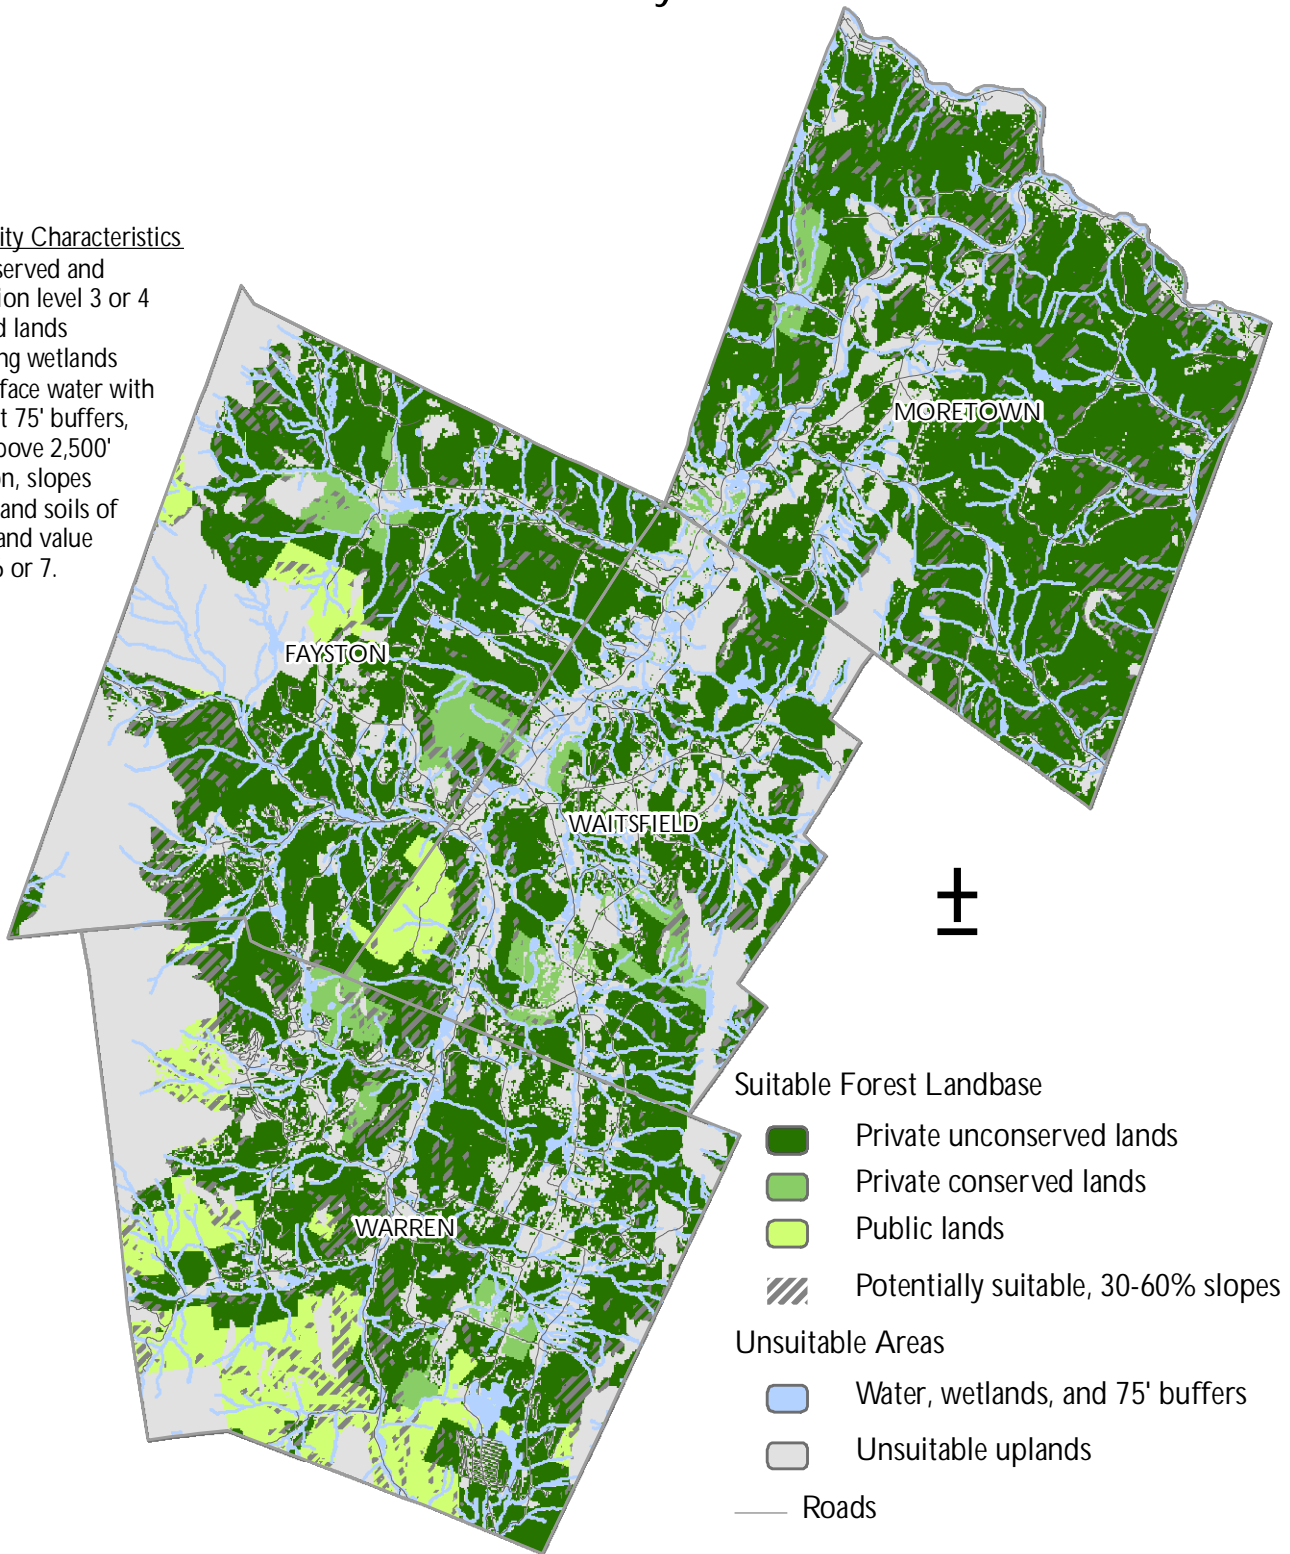 ity Characteristics
served and
ion level 3 or 4
d lands
ng wetlands
face water with
t 75' buffers,
bove 2,500'
on, slopes
and soils of
and value
6 or 7.
MORETOWN
FAYSTON
WAITSFIELD
WARREN
Suitable Forest Landbase
Private unconserved lands
Private conserved lands
Public lands
Potentially suitable, 30-60% slopes
Unsuitable Areas
Water, wetlands, and 75' buffers
Unsuitable uplands
Roads